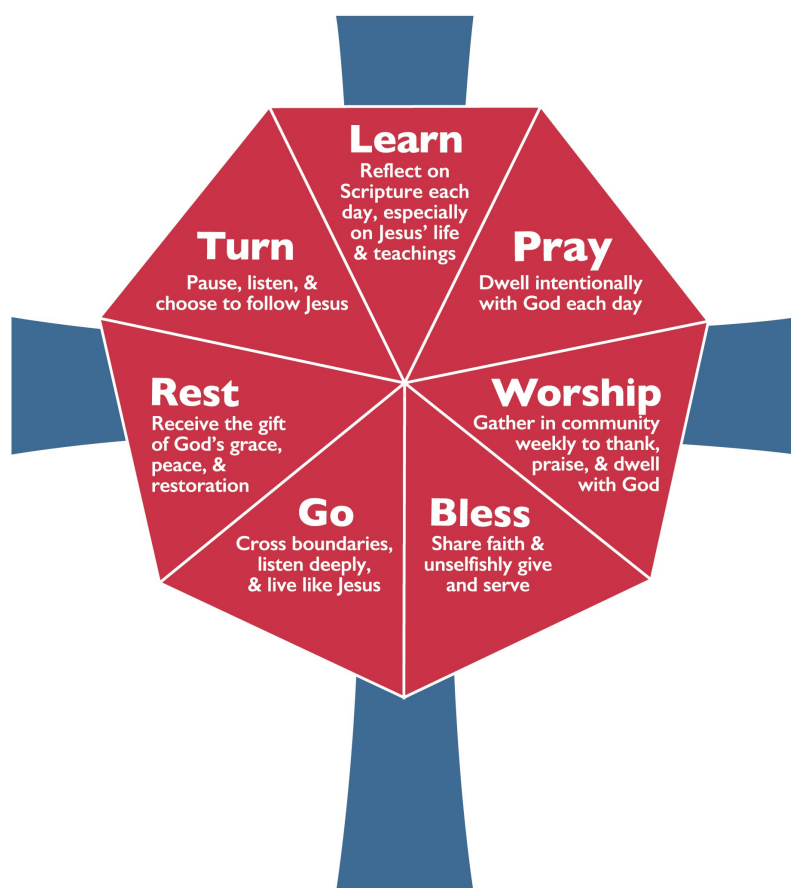 Learn
Reflect on
Scripture each
day, especially
on Jesus' life
& teachings
Turn
Pause, listen, &
choose to follow Jesus
Pray
Dwell intentionally
with God each day
Rest
Receive the gift
of God's grace,
peace, &
restoration
Worship
Gather in community
weekly to thank,
praise, & dwell
with God
Go
Cross boundaries,
listen deeply,
& live like Jesus
Bless
Share faith &
unselfishly give
and serve